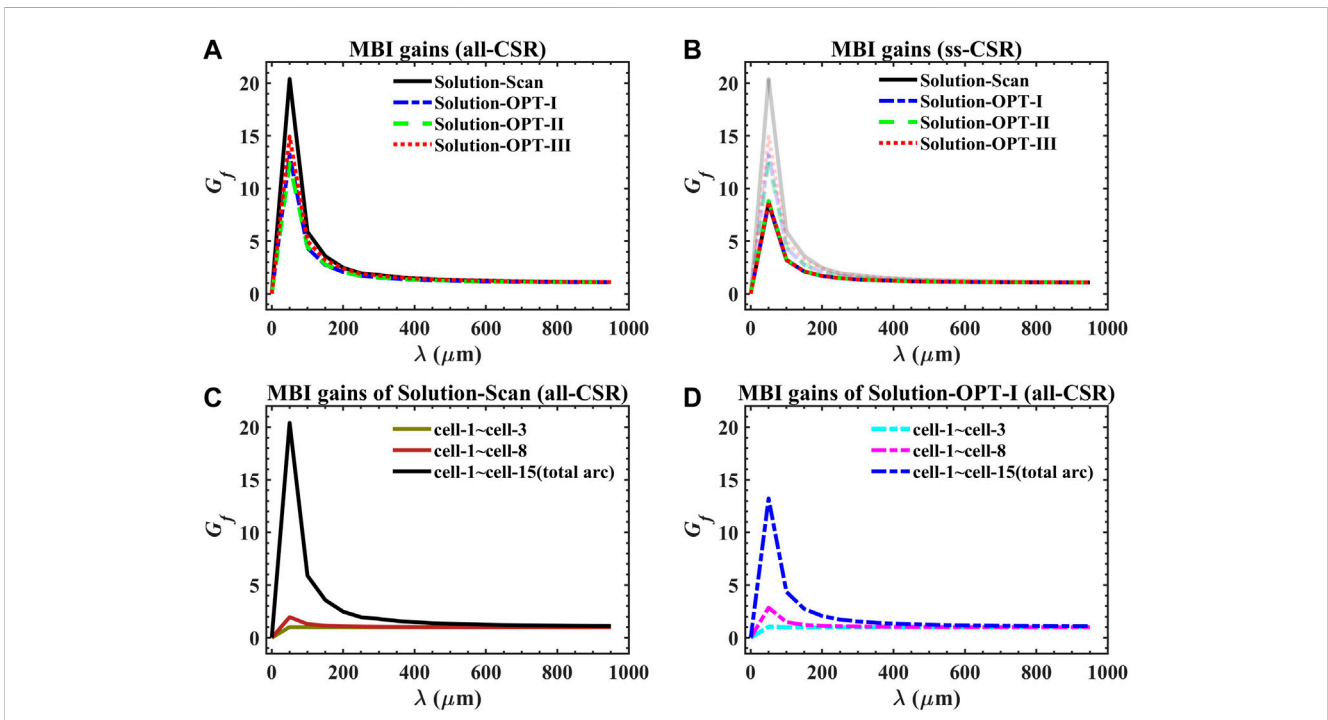 A
MBI gains (all-CSR)
Solution-Scan
Solution-OPT-I
Solution-OPT-II
Solution-OPT-III
G_f
20
15
10
5
0
0 200 400 600 800 1000
λ (μm)
B
MBI gains (ss-CSR)
Solution-Scan
Solution-OPT-I
Solution-OPT-II
Solution-OPT-III
G_f
20
15
10
5
0
0 200 400 600 800 1000
λ (μm)
C
MBI gains of Solution-Scan (all-CSR)
cell-1~cell-3
cell-1~cell-8
cell-1~cell-15(total arc)
G_f
20
15
10
5
0
0 200 400 600 800 1000
λ (μm)
D
MBI gains of Solution-OPT-I (all-CSR)
cell-1~cell-3
cell-1~cell-8
cell-1~cell-15(total arc)
G_f
20
15
10
5
0
0 200 400 600 800 1000
λ (μm)